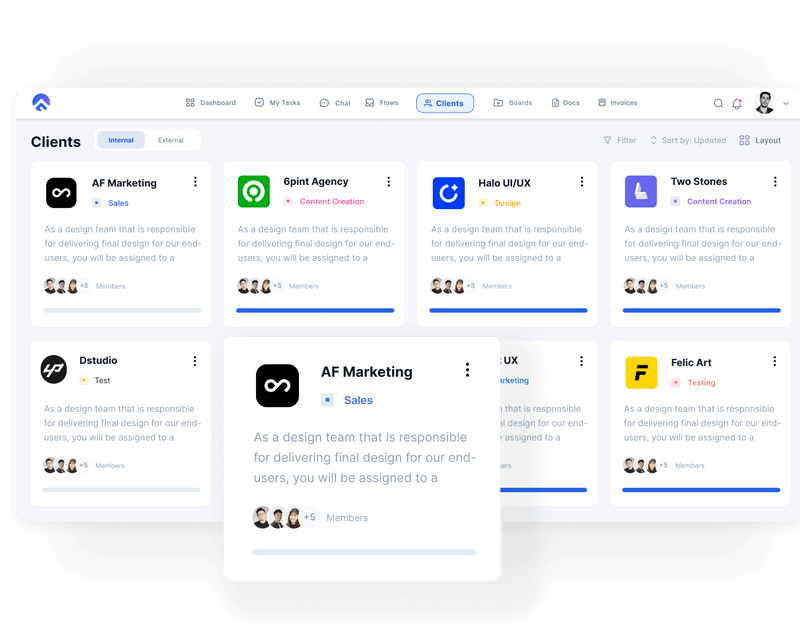 Dashboard
My Tasks
Chat
Flows
Clients
Boards
Docs
Invoices
Clients
Internal
External
Filter
Sort by: Updated
Layout
AF Marketing
Sales
As a design team that is responsible
for delivering final design for our end-
users, you will be assigned to a
+5 Members
6pint Agency
Content Creation
As a design team that is responsible
for delivering final design for our end-
users, you will be assigned to a
+5 Members
Halo UI/UX
Design
As a design team that is responsible
for delivering final design for our end-
users, you will be assigned to a
+5 Members
Two Stones
Content Creation
As a design team that is responsible
for delivering final design for our end-
users, you will be assigned to a
+5 Members
Dstudio
Test
As a design team that is responsible
for delivering final design for our end-
users, you will be assigned to a
+5 Members
AF Marketing
Sales
As a design team that is responsible
for delivering final design for our end-
users, you will be assigned to a
+5 Members
UX
arketing
sponsible
or our end-
assigned to a
ers
Felic Art
Testing
As a design team that is responsible
for delivering final design for our end-
users, you will be assigned to a
+5 Members